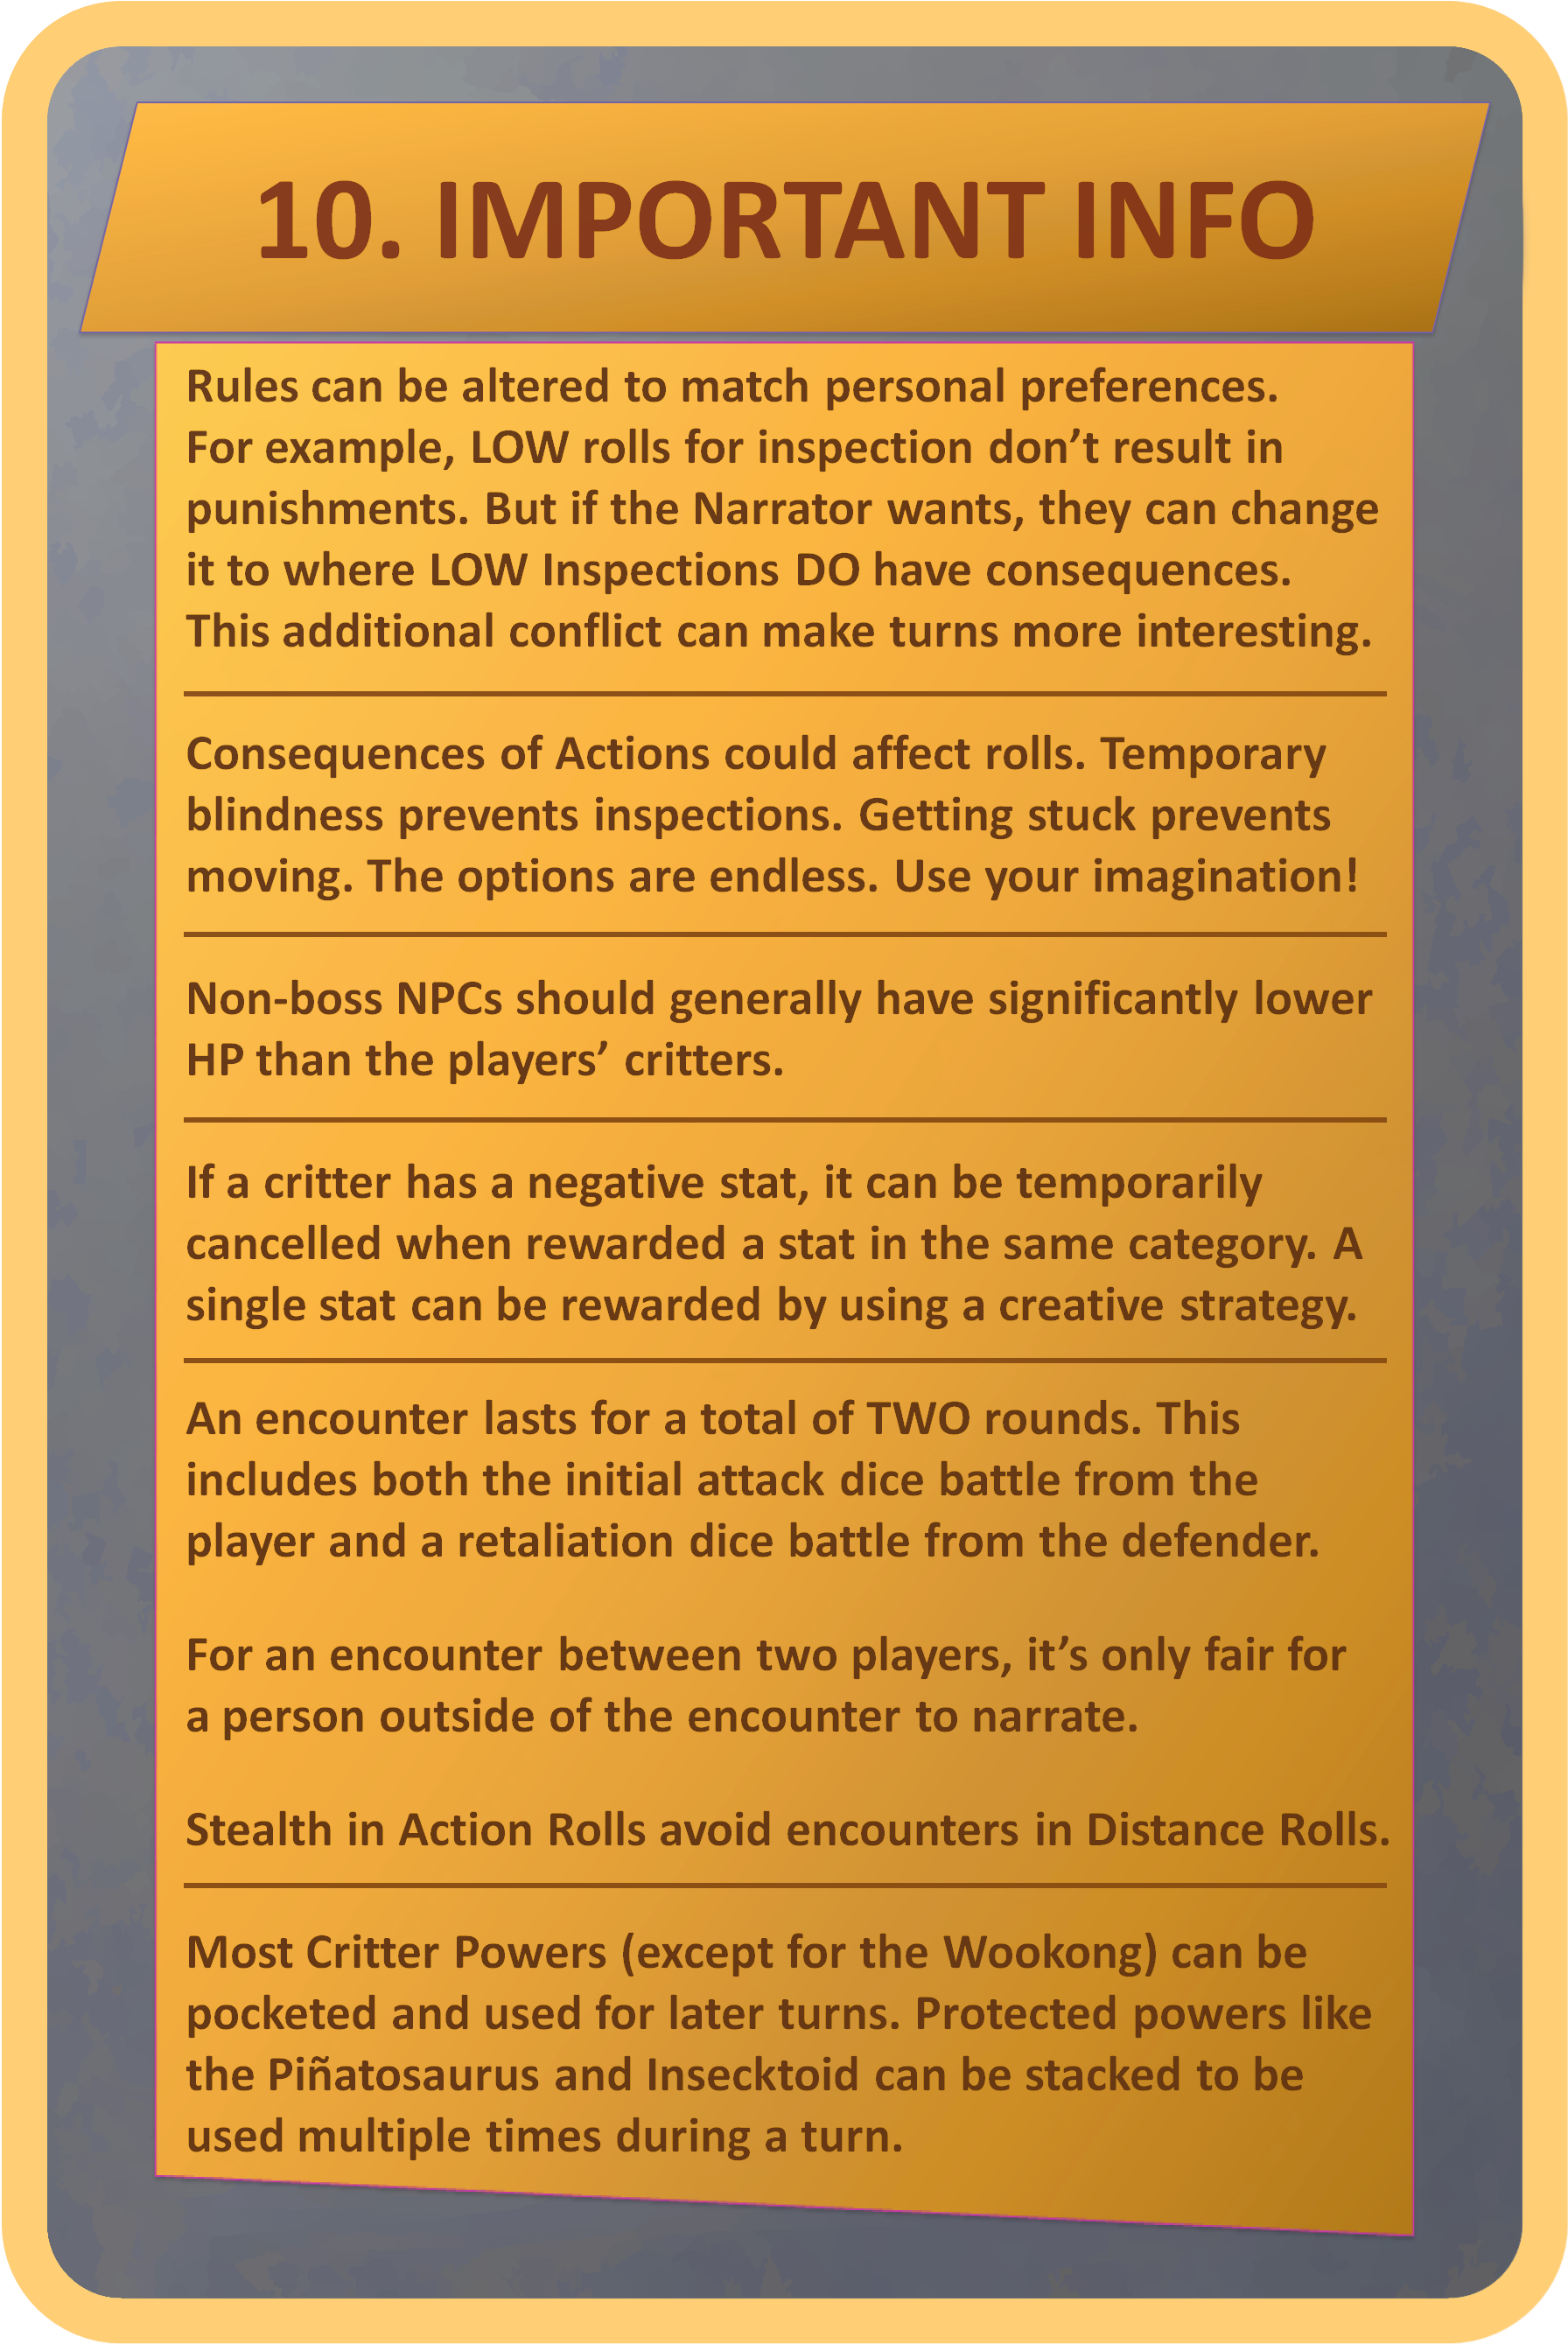 10. IMPORTANT INFO
Rules can be altered to match personal preferences.
For example, LOW rolls for inspection don’t result in
punishments. But if the Narrator wants, they can change
it to where LOW Inspections DO have consequences.
This additional conflict can make turns more interesting.
Consequences of Actions could affect rolls. Temporary
blindness prevents inspections. Getting stuck prevents
moving. The options are endless. Use your imagination!
Non-boss NPCs should generally have significantly lower
HP than the players’ critters.
If a critter has a negative stat, it can be temporarily
cancelled when rewarded a stat in the same category. A
single stat can be rewarded by using a creative strategy.
An encounter lasts for a total of TWO rounds. This
includes both the initial attack dice battle from the
player and a retaliation dice battle from the defender.
For an encounter between two players, it’s only fair for
a person outside of the encounter to narrate.
Stealth in Action Rolls avoid encounters in Distance Rolls.
Most Critter Powers (except for the Wookong) can be
pocketed and used for later turns. Protected powers like
the Piñatosaurus and Insecktoid can be stacked to be
used multiple times during a turn.